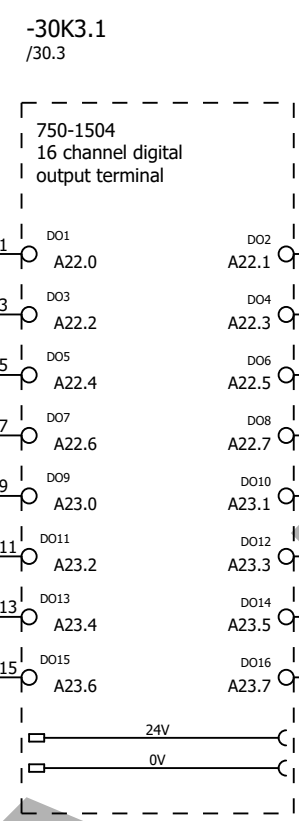 -30K3.1
/30.3
750-1504
16 channel digital
output terminal
1 DO1 DO2
A22.0 A22.1
3 DO3 DO4
A22.2 A22.3
5 DO5 DO6
A22.4 A22.5
7 DO7 DO8
A22.6 A22.7
9 DO9 DO10
A23.0 A23.1
11 DO11 DO12
A23.2 A23.3
13 DO13 DO14
A23.4 A23.5
15 DO15 DO16
A23.6 A23.7
24V
0V